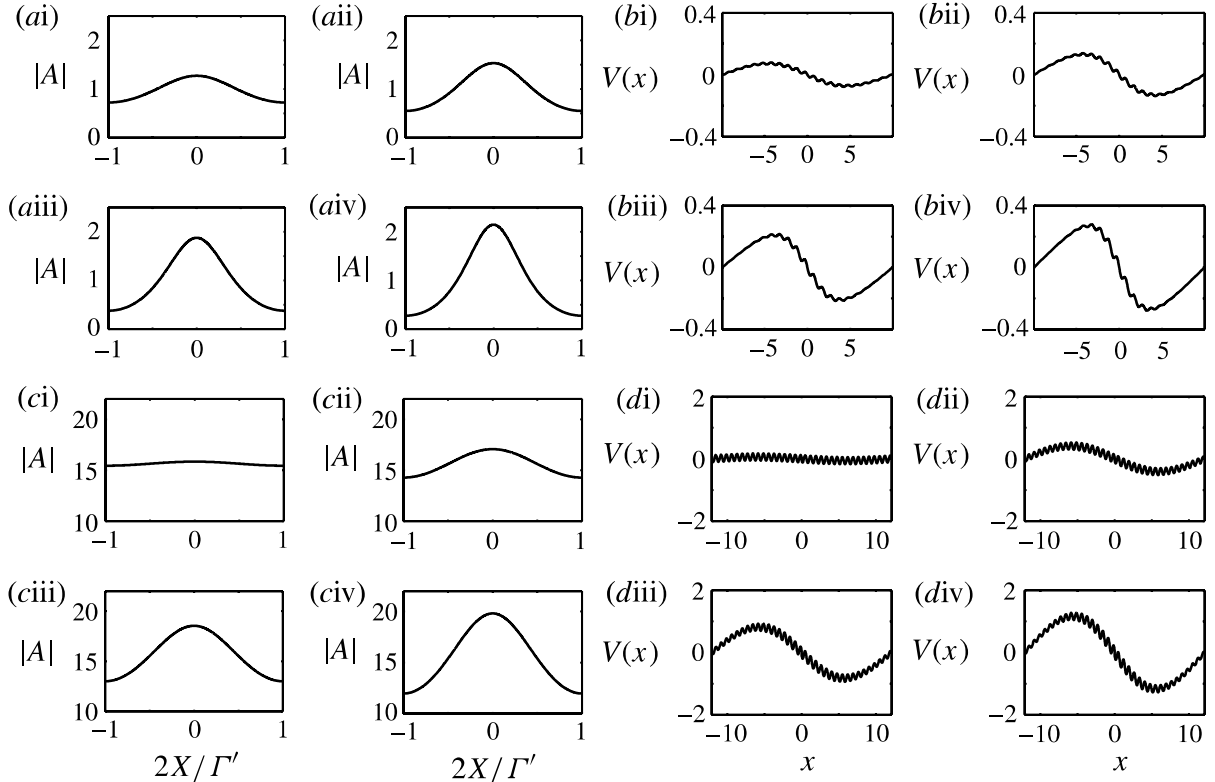 (ai) (aii) (bi) (bii)
2 2 0.4 0.4
|A| |A| V(x) V(x)
1 1 0 0
0 0 −0.4 −0.4
−1 0 1 −1 0 1 −5 0 5 −5 0 5
(aiii) (aiv) (biii) (biv)
2 2 0.4 0.4
|A| |A| V(x) V(x)
1 1 0 0
0 0 −0.4 −0.4
−1 0 1 −1 0 1 −5 0 5 −5 0 5
(ci) (cii) (di) (dii)
20 20 2 2
|A| |A| V(x) V(x)
15 15 0 0
10 10 −2 −2
−1 0 1 −1 0 1 −10 0 10 −10 0 10
(ciii) (civ) (diii) (div)
20 20 2 2
|A| |A| V(x) V(x)
15 15 0 0
10 10 −2 −2
−1 0 1 −1 0 1 −10 0 10 −10 0 10
2X/Γ′ 2X/Γ′ x x